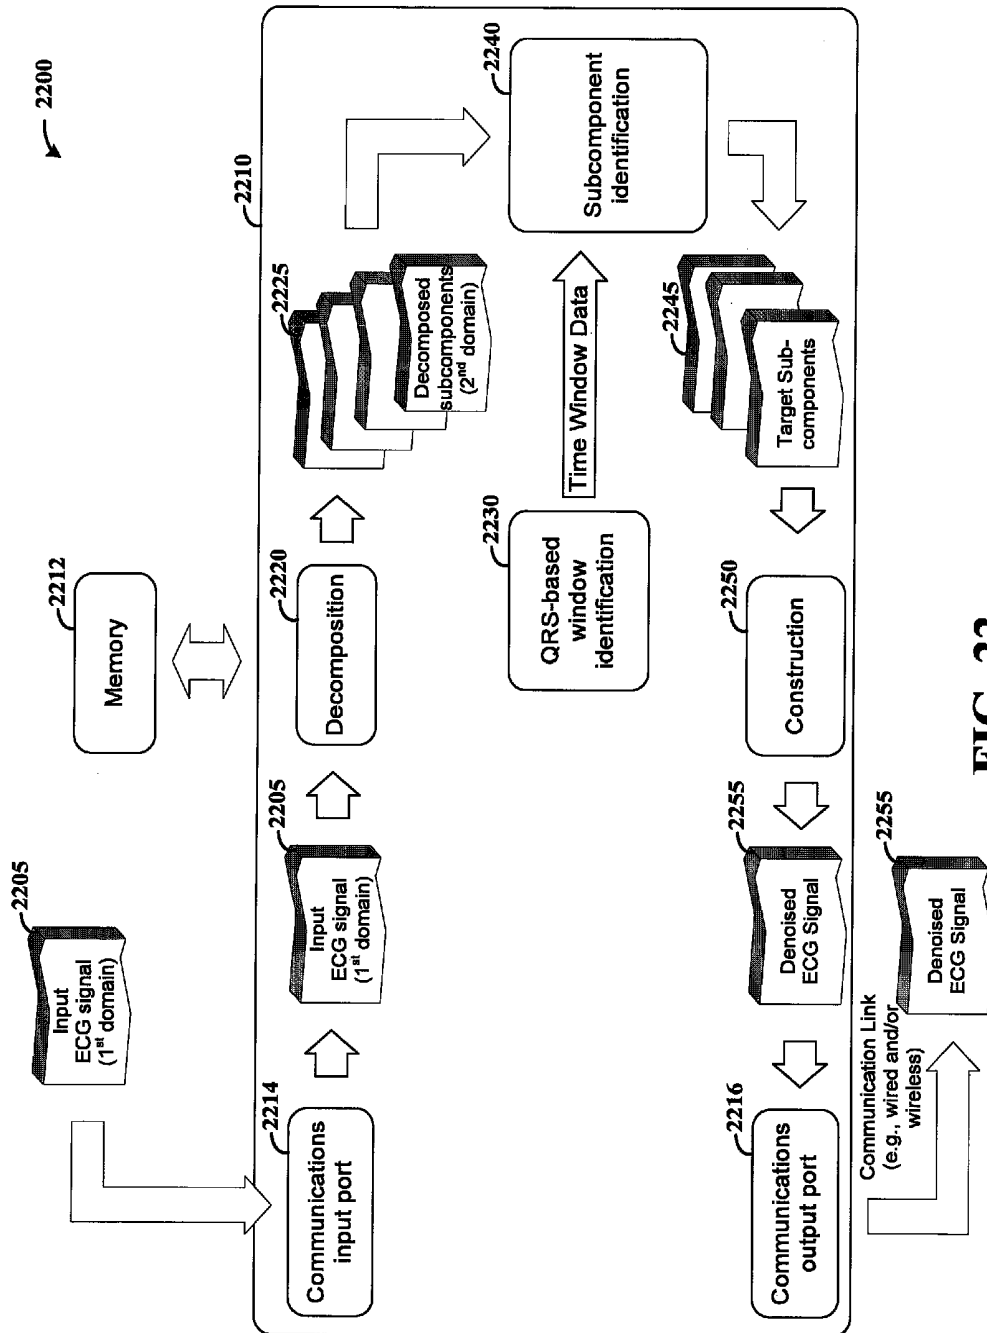 2200
2205
Input
ECG signal
(1st domain)
2212
Memory
2210
2214
Communications
input port
2205
Input
ECG signal
(1st domain)
2220
Decomposition
2225
Decomposed
subcomponents
(2nd domain)
2230
QRS-based
window
identification
Time Window Data
2240
Subcomponent
identification
2245
Target Sub-
components
2250
Construction
2255
Denoised
ECG Signal
2216
Communications
output port
Communication Link
(e.g., wired and/or
wireless)
2255
Denoised
ECG Signal
FIG. 22